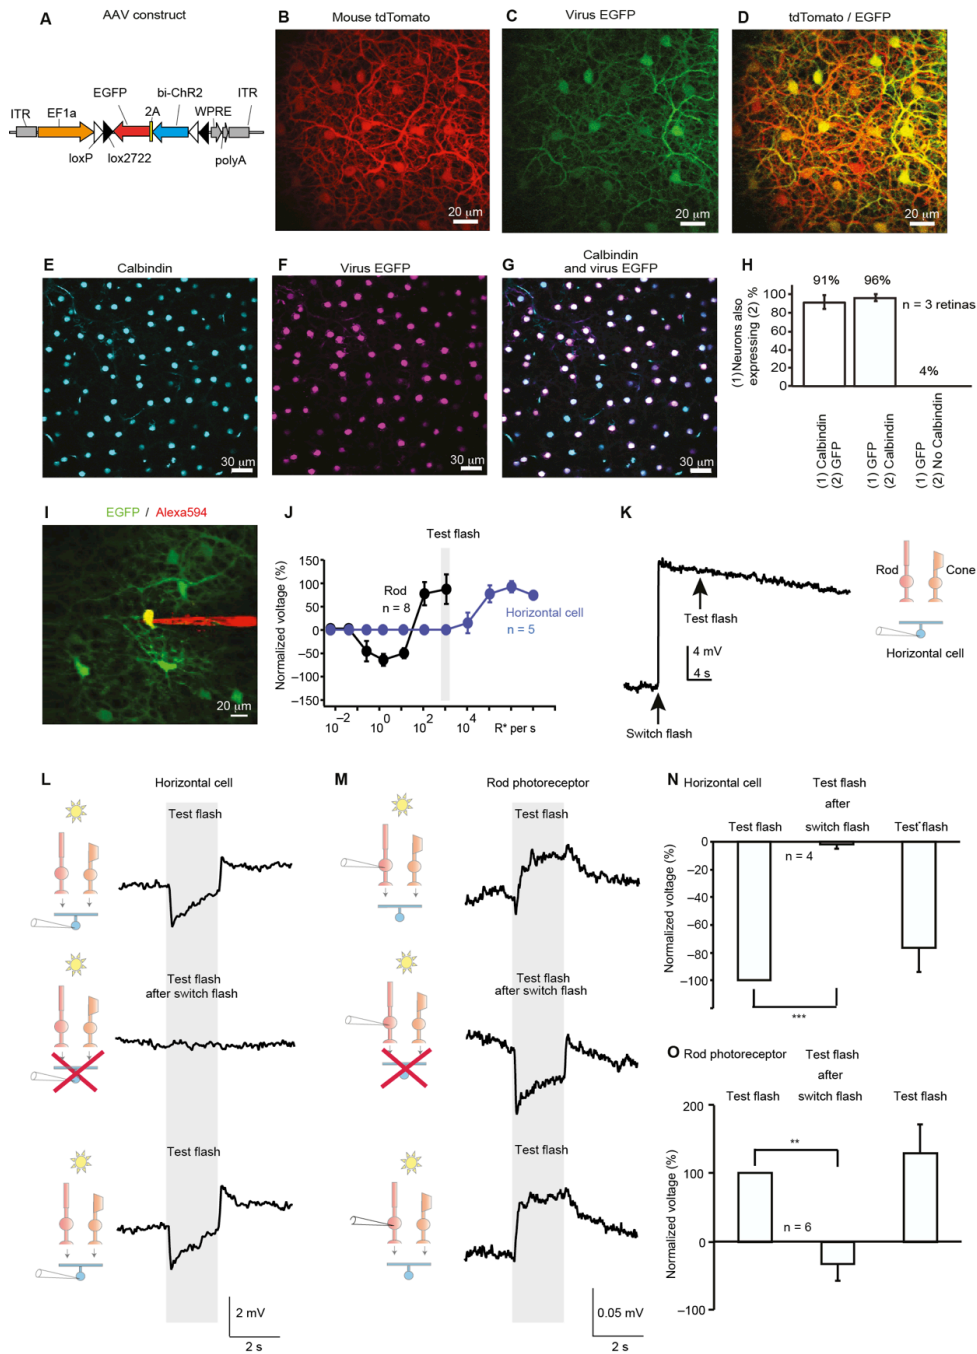 A
AAV construct
ITR
EF1a
EGFP
2A
bi-ChR2
WPRE
ITR
loxP
lox2722
polyA
B
Mouse tdTomato
20 µm
C
Virus EGFP
20 µm
D
tdTomato / EGFP
20 µm
E
Calbindin
30 µm
F
Virus EGFP
30 µm
G
Calbindin
and virus EGFP
30 µm
H
(1)Neurons also
expressing (2) %
100
80
60
40
20
0
91%
96%
4%
n = 3 retinas
(1) Calbindin
(2) GFP
(1) GFP
(2) Calbindin
(1) GFP
(2) No Calbindin
I
EGFP / Alexa594
20 µm
J
Test flash
Normalized voltage (%)
150
100
50
0
−50
−100
−150
Rod
n = 8
Horizontal cell
n = 5
10−2
100
102
104
R* per s
K
Test flash
4 mV
4 s
Switch flash
Rod
Cone
Horizontal cell
L
Horizontal cell
Test flash
Test flash
after switch flash
Test flash
2 mV
2 s
M
Rod photoreceptor
Test flash
Test flash
after switch flash
Test flash
0.05 mV
2 s
N
Horizontal cell
Test flash
Test flash
after
switch flash
Test flash
Normalized voltage (%)
0
−20
−40
−60
−80
−100
n = 4
***
O
Rod photoreceptor
Test flash
Test flash
after
switch flash
Test flash
Normalized voltage (%)
200
100
0
−100
**
n = 6